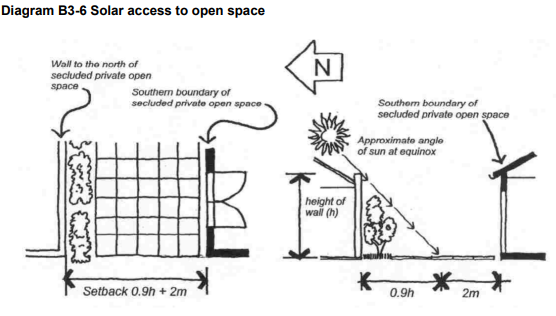 Diagram B3-6 Solar access to open space
Wall to the north of
secluded private open
space
Southern boundary of
secluded private open space
N
Setback 0.9h + 2m
Southern boundary of
secluded private open space
Approximate angle
of sun at equinox
height of
wall (h)
0.9h
2m